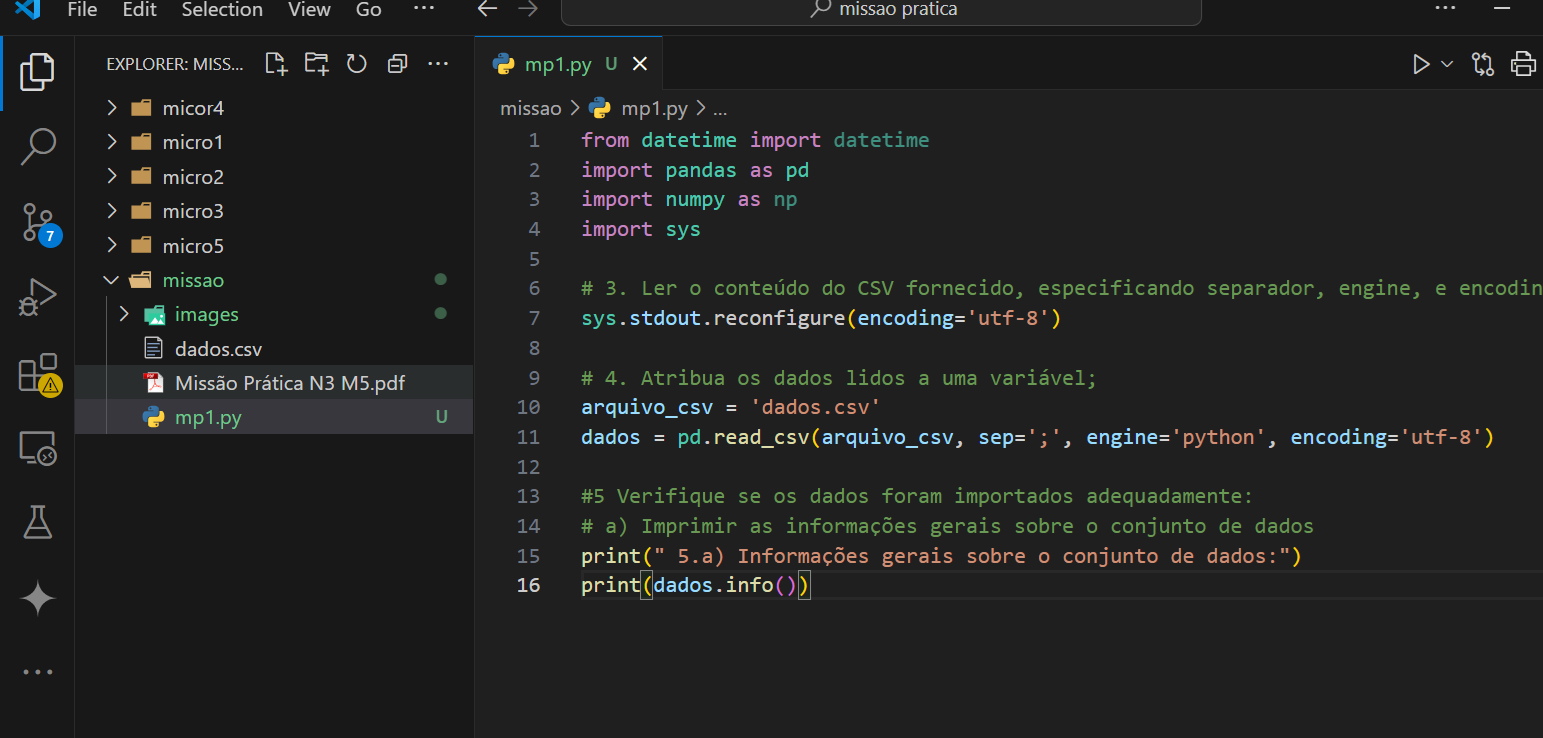 File Edit Selection View Go ... missao pratica ...
EXPLORER: MISS... ...
mp1.py U
missao > mp1.py > ...
micor4
micro1
micro2
micro3
micro5
missao
images
dados.csv
Missão Prática N3 M5.pdf
mp1.py U
7
1 from datetime import datetime
2 import pandas as pd
3 import numpy as np
4 import sys
5
6 # 3. Ler o conteúdo do CSV fornecido, especificando separador, engine, e encodin
7 sys.stdout.reconfigure(encoding='utf-8')
8
9 # 4. Atribua os dados lidos a uma variável;
10 arquivo_csv = 'dados.csv'
11 dados = pd.read_csv(arquivo_csv, sep=';', engine='python', encoding='utf-8')
12
13 #5 Verifique se os dados foram importados adequadamente:
14 # a) Imprimir as informações gerais sobre o conjunto de dados
15 print(" 5.a) Informações gerais sobre o conjunto de dados:")
16 print(dados.info())